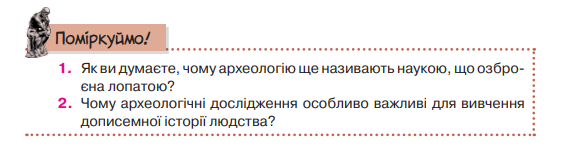 Поміркуймо!
1. Як ви думаєте, чому археологію ще називають наукою, що озбро-
єна лопатою?
2. Чому археологічні дослідження особливо важливі для вивчення
дописемної історії людства?